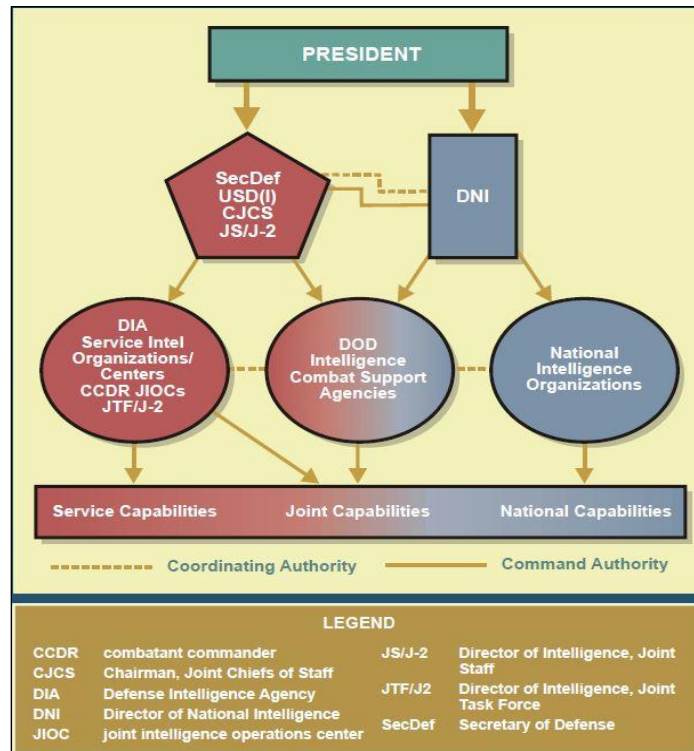 PRESIDENT
SecDef
USD(I)
CJCS
JS/J-2
DNI
DIA
Service Intel
Organizations/
Centers
CCDR JIOCs
JTF/J-2
DOD
Intelligence
Combat Support
Agencies
National
Intelligence
Organizations
Service Capabilities
Joint Capabilities
National Capabilities
Coordinating Authority
Command Authority
LEGEND
CCDR combatant commander
CJCS Chairman, Joint Chiefs of Staff
DIA Defense Intelligence Agency
DNI Director of National Intelligence
JIOC joint intelligence operations center
JS/J-2 Director of Intelligence, Joint
Staff
JTF/J2 Director of Intelligence, Joint
Task Force
SecDef Secretary of Defense